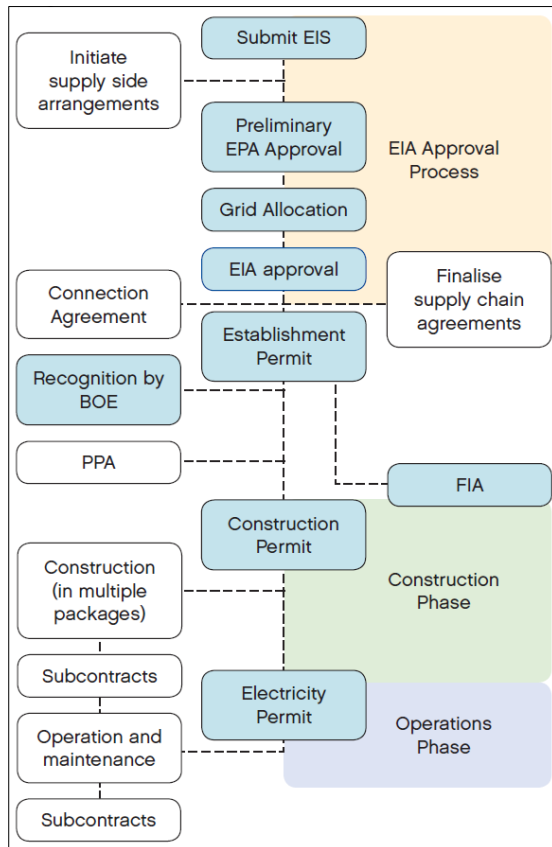 Submit EIS
Initiate
supply side
arrangements
Preliminary
EPA Approval
EIA Approval
Process
Grid Allocation
EIA approval
Finalise
supply chain
agreements
Connection
Agreement
Establishment
Permit
Recognition by
BOE
PPA
FIA
Construction
Permit
Construction
(in multiple
packages)
Construction
Phase
Subcontracts
Electricity
Permit
Operations
Phase
Operation and
maintenance
Subcontracts